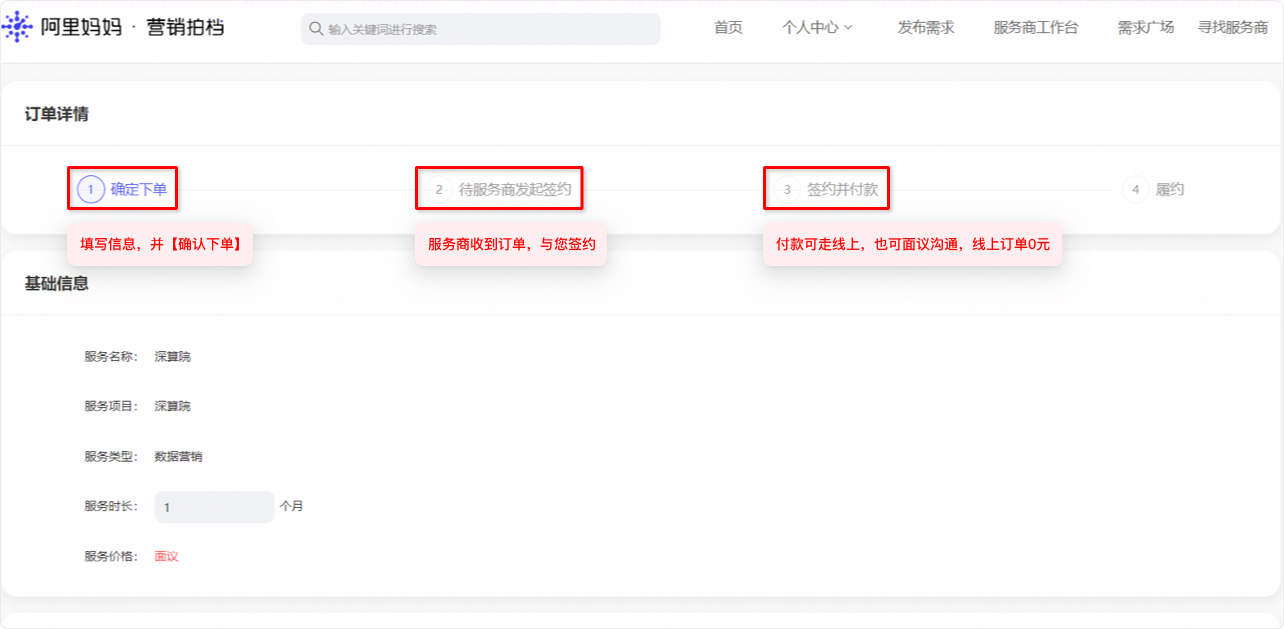 阿里妈妈 · 营销拍档 输入关键词进行搜索 首页 个人中心 发布需求 服务商工作台 需求广场 寻找服务商
订单详情
1 确定下单 2 待服务商发起签约 3 签约并付款 4 履约
填写信息，并【确认下单】 服务商收到订单，与您签约 付款可走线上，也可面议沟通，线上订单0元
基础信息
服务名称： 深算院
服务项目： 深算院
服务类型： 数据营销
服务时长： 1 个月
服务价格： 面议